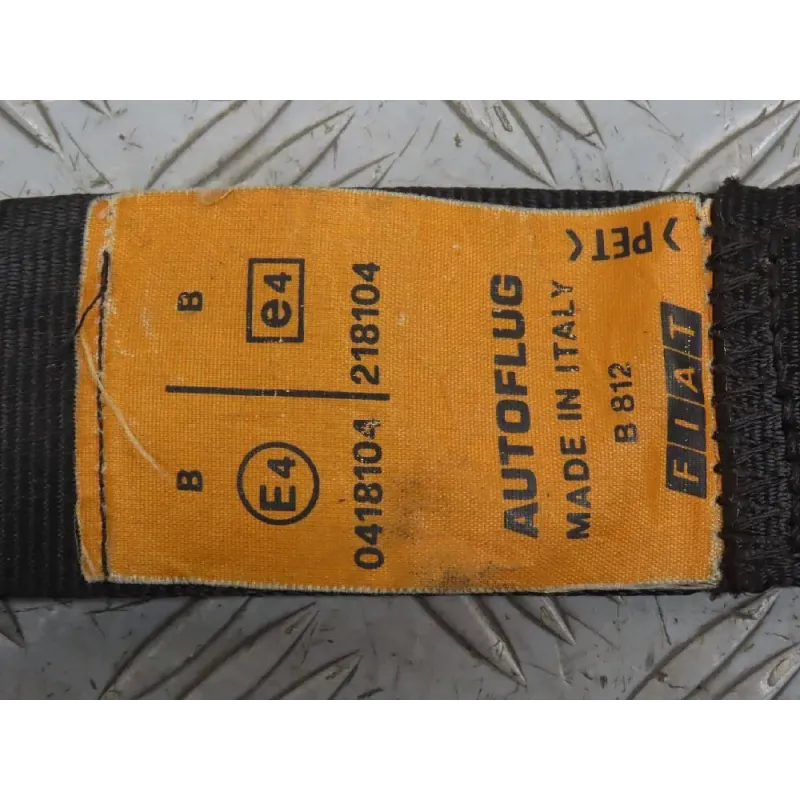 B B
E4 e4
0418104 218104
AUTOFLUG
MADE IN ITALY
B 812
FIAT
>PET<